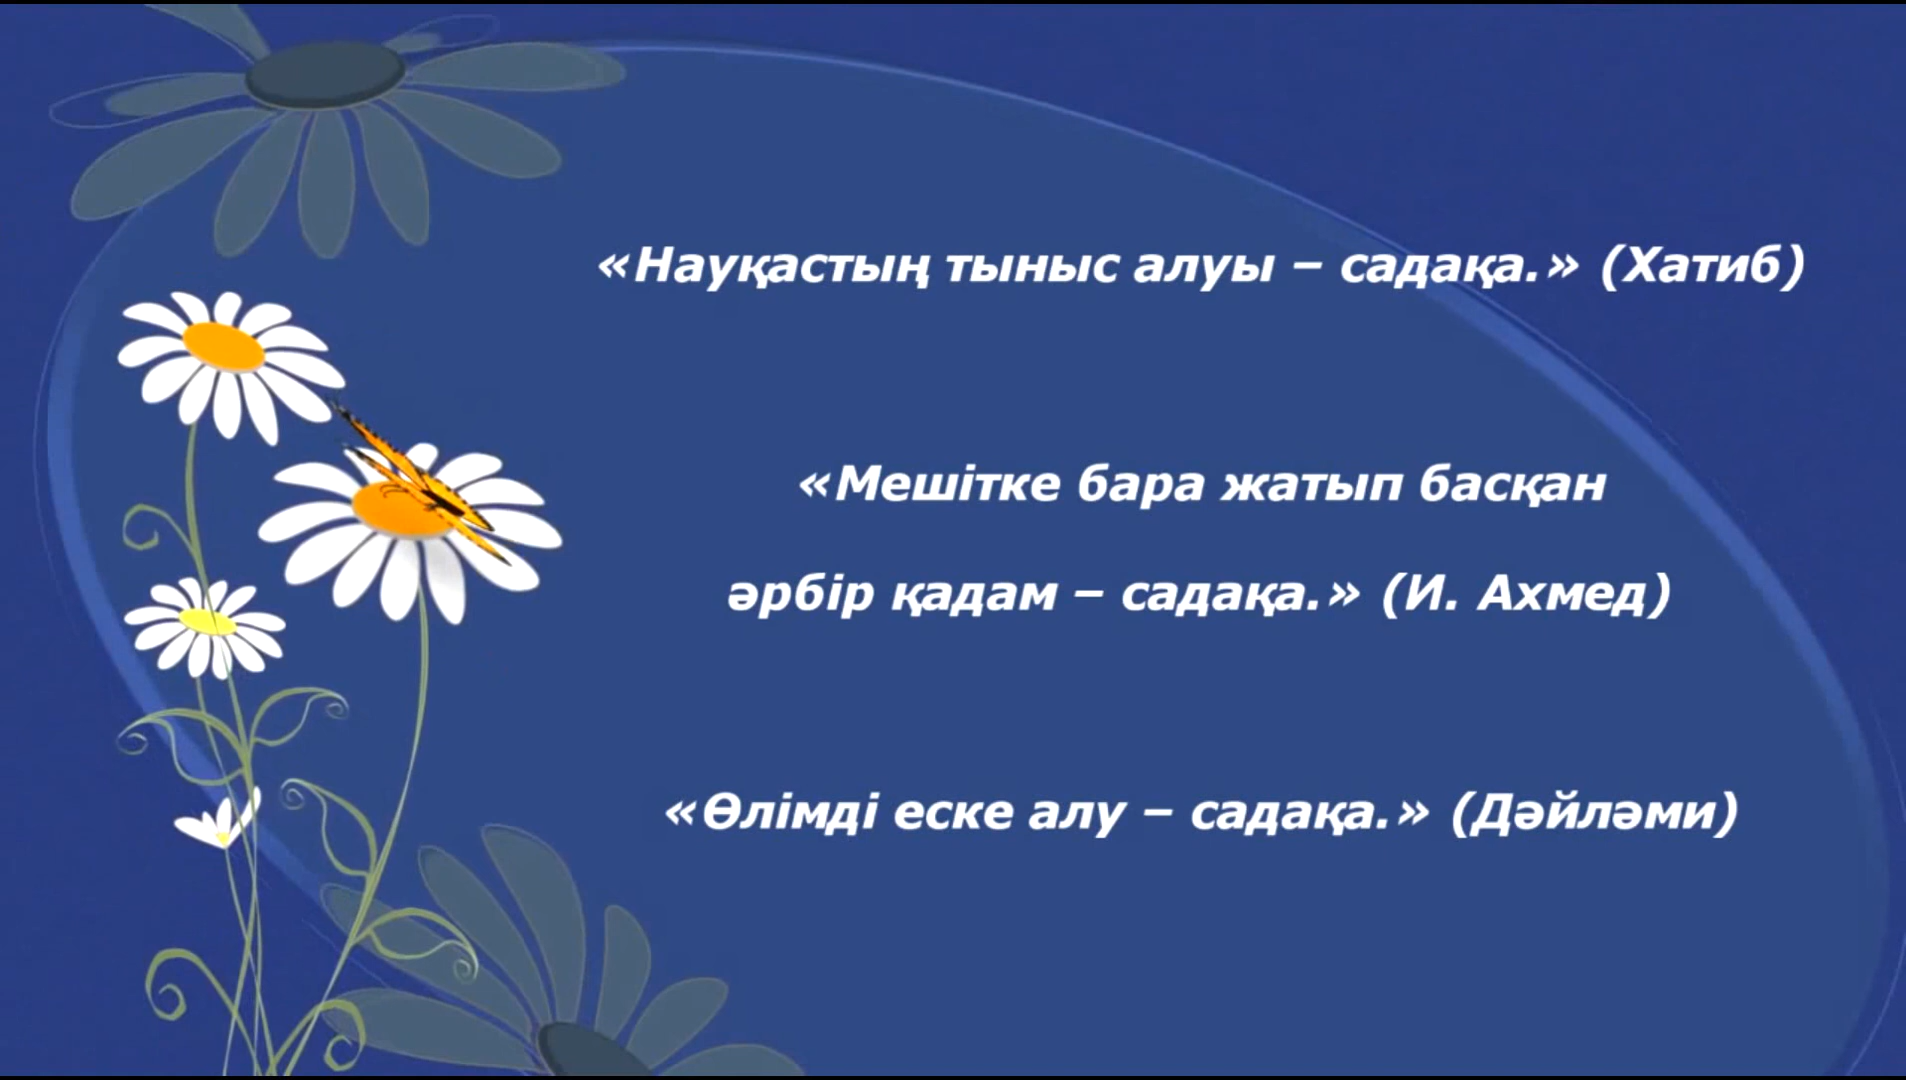 «Науқастың тыныс алуы – садақа.» (Хатиб)
«Мешітке бара жатып басқан
әрбір қадам – садақа.» (И. Ахмед)
«Өлімді еске алу – садақа.» (Дәйләми)